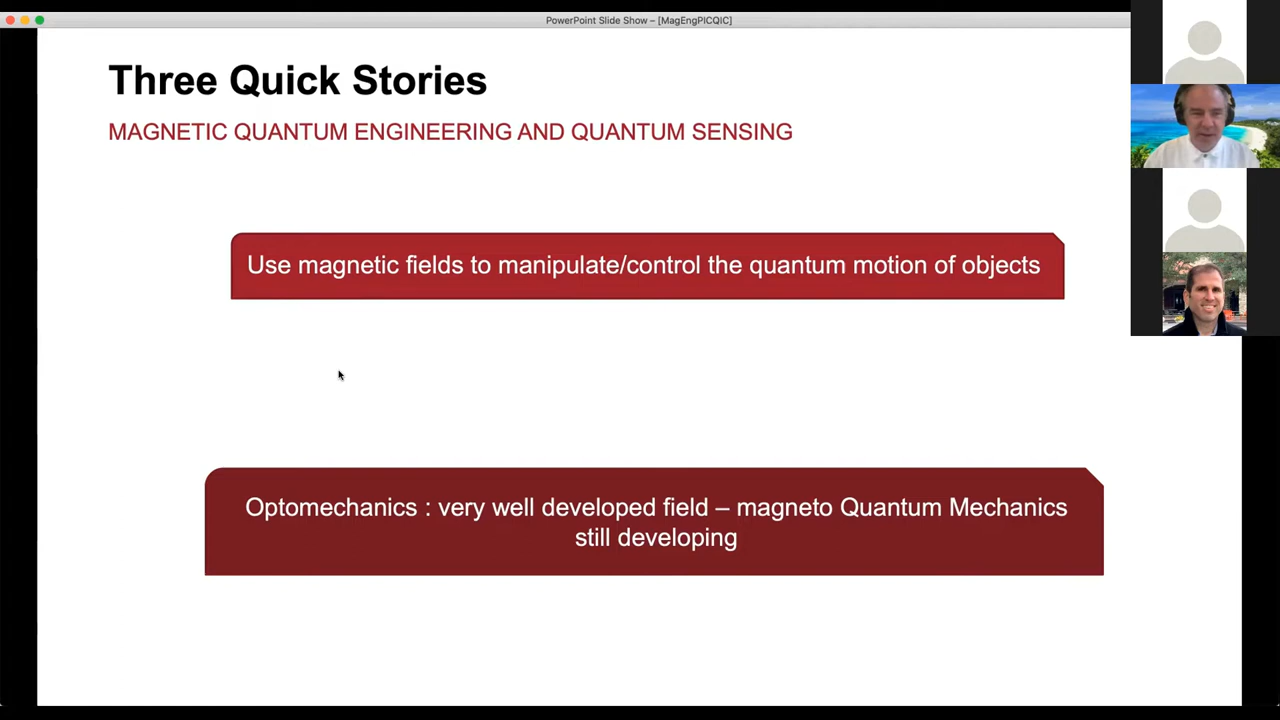 PowerPoint Slide Show – [MagEngPICQIC]
Three Quick Stories
MAGNETIC QUANTUM ENGINEERING AND QUANTUM SENSING
Use magnetic fields to manipulate/control the quantum motion of objects
Optomechanics : very well developed field – magneto Quantum Mechanics
still developing